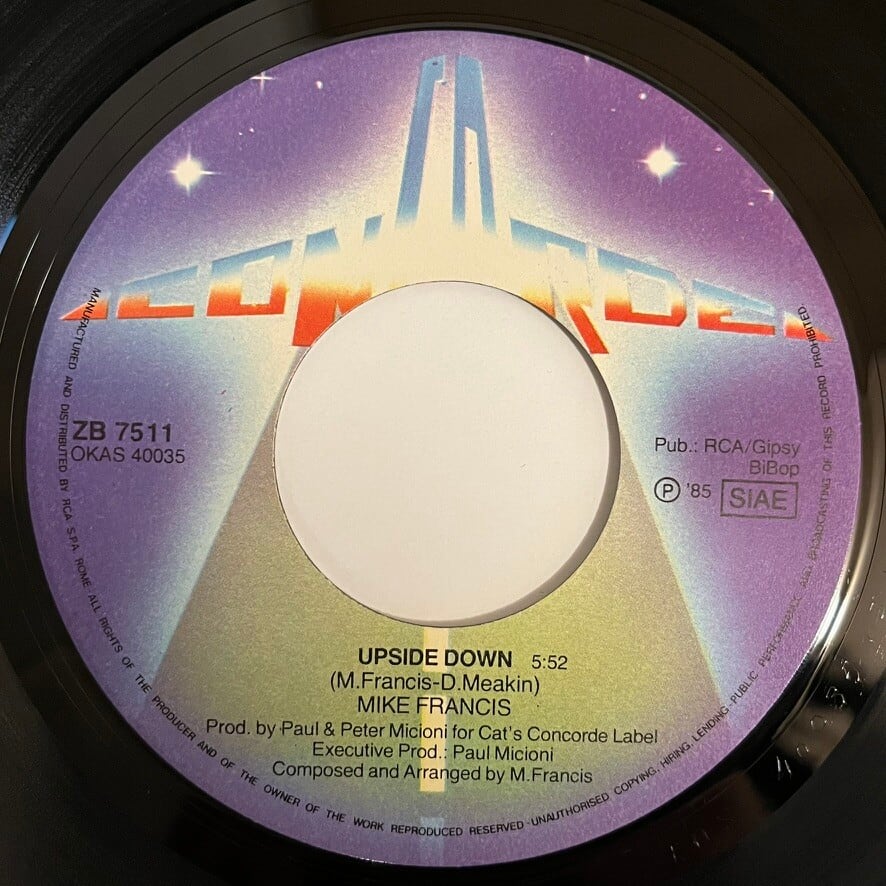 CONCORDE
ZB 7511
OKAS 40035
Pub.: RCA/Gipsy
BiBop
Ⓟ '85 SIAE
UPSIDE DOWN 5:52
(M.Francis-D.Meakin)
MIKE FRANCIS
Prod. by Paul & Peter Micioni for Cat's Concorde Label
Executive Prod.: Paul Micioni
Composed and Arranged by M.Francis
MANUFACTURED AND DISTRIBUTED BY RCA S.P.A. ROME·ALL RIGHTS OF THE PRODUCER AND OF THE OWNER OF THE WORK REPRODUCED RESERVED·UNAUTHORISED COPYING, HIRING, LENDING, PUBLIC PERFORMANCE AND BROADCASTING OF THIS RECORD PROHIBITED